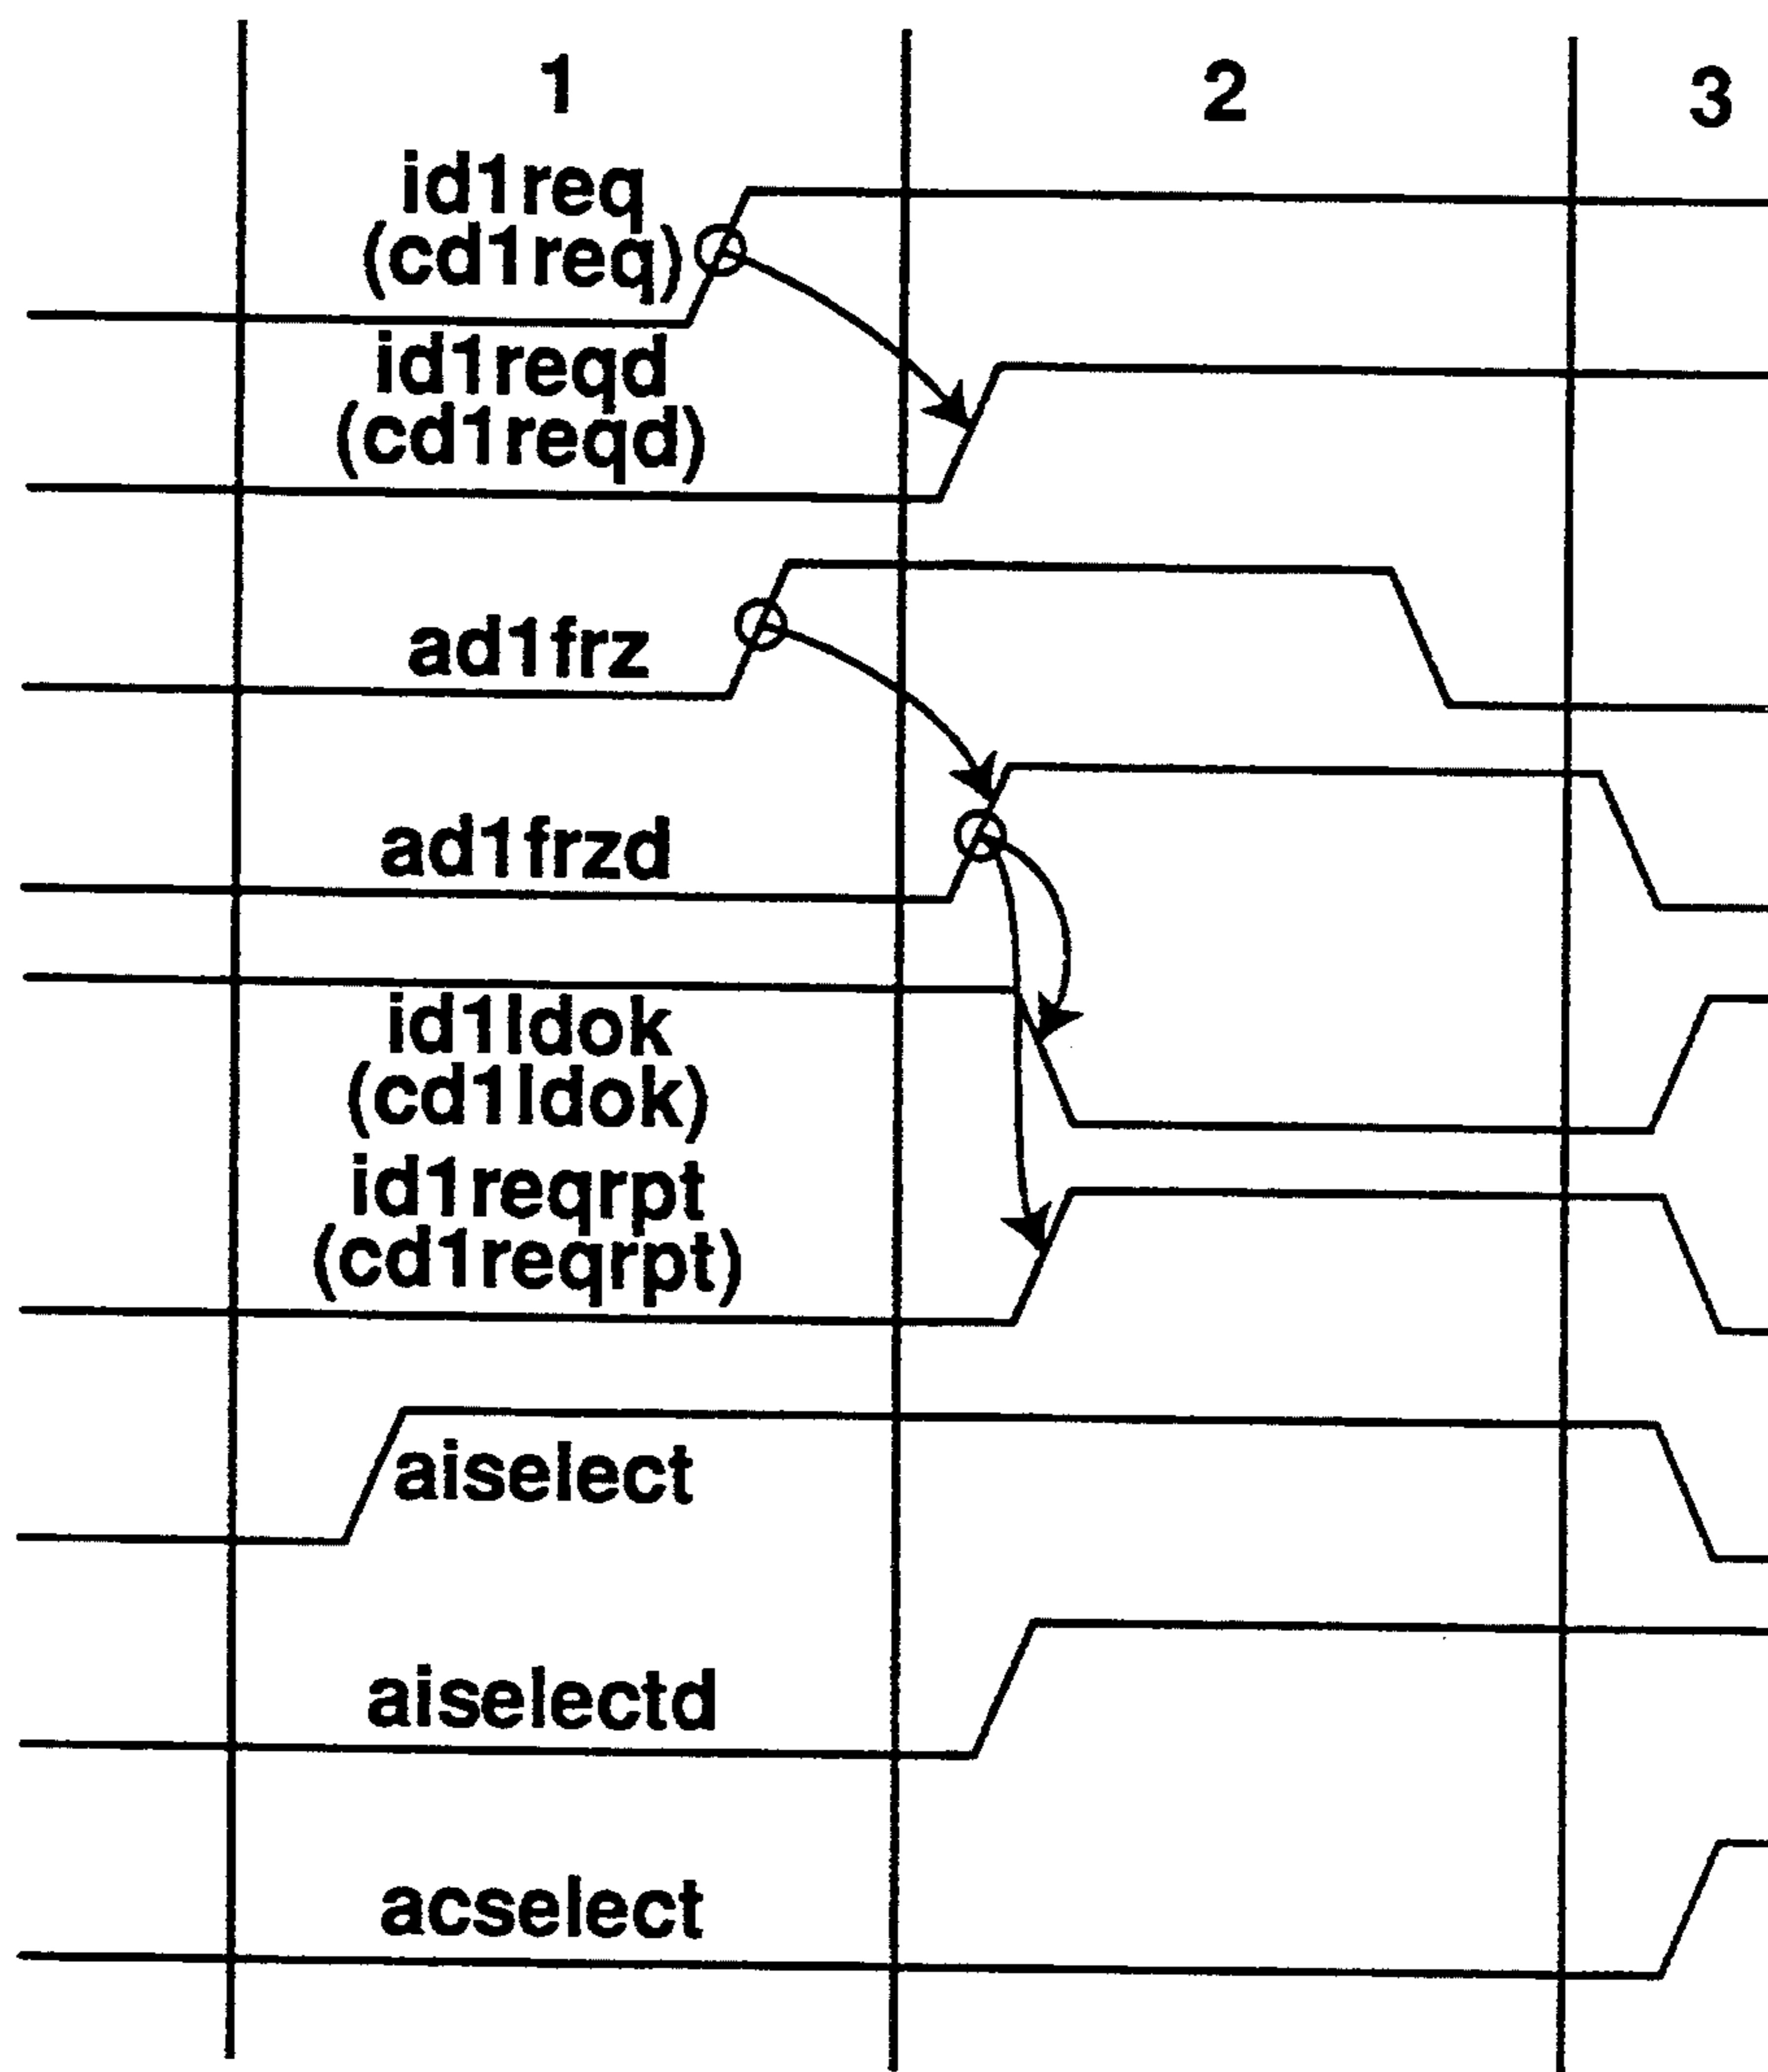 1
2
3
id1req
(cd1req)
id1reqd
(cd1reqd)
ad1frz
ad1frzd
id1ldok
(cd1ldok)
id1reqrpt
(cd1reqrpt)
aiselect
aiselectd
acselect